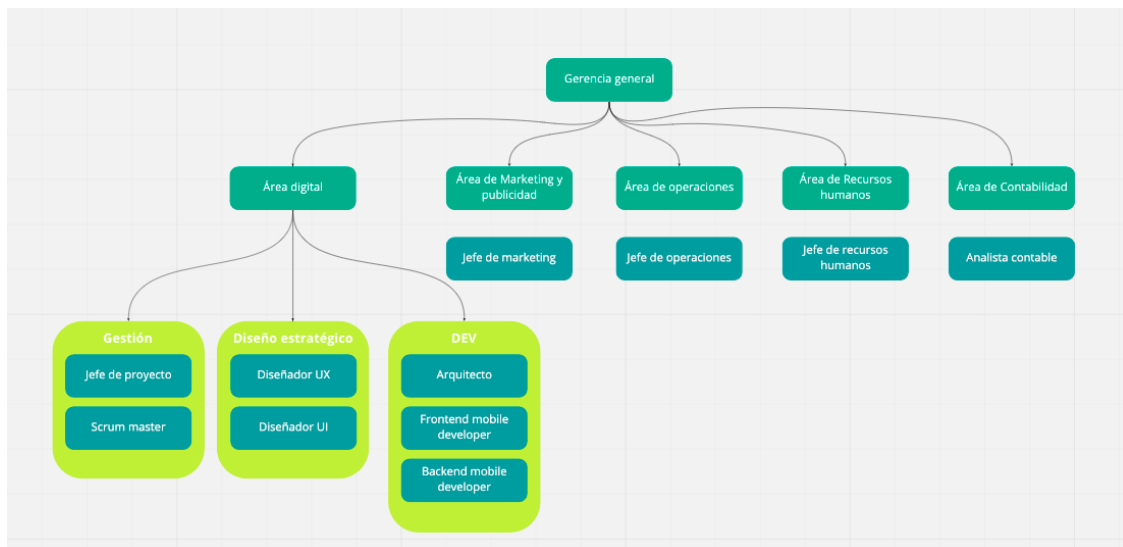 Gerencia general
Área digital
Área de Marketing y
publicidad
Área de operaciones
Área de Recursos
humanos
Área de Contabilidad
Jefe de marketing
Jefe de operaciones
Jefe de recursos
humanos
Analista contable
Gestión
Jefe de proyecto
Scrum master
Diseño estratégico
Diseñador UX
Diseñador UI
DEV
Arquitecto
Frontend mobile
developer
Backend mobile
developer